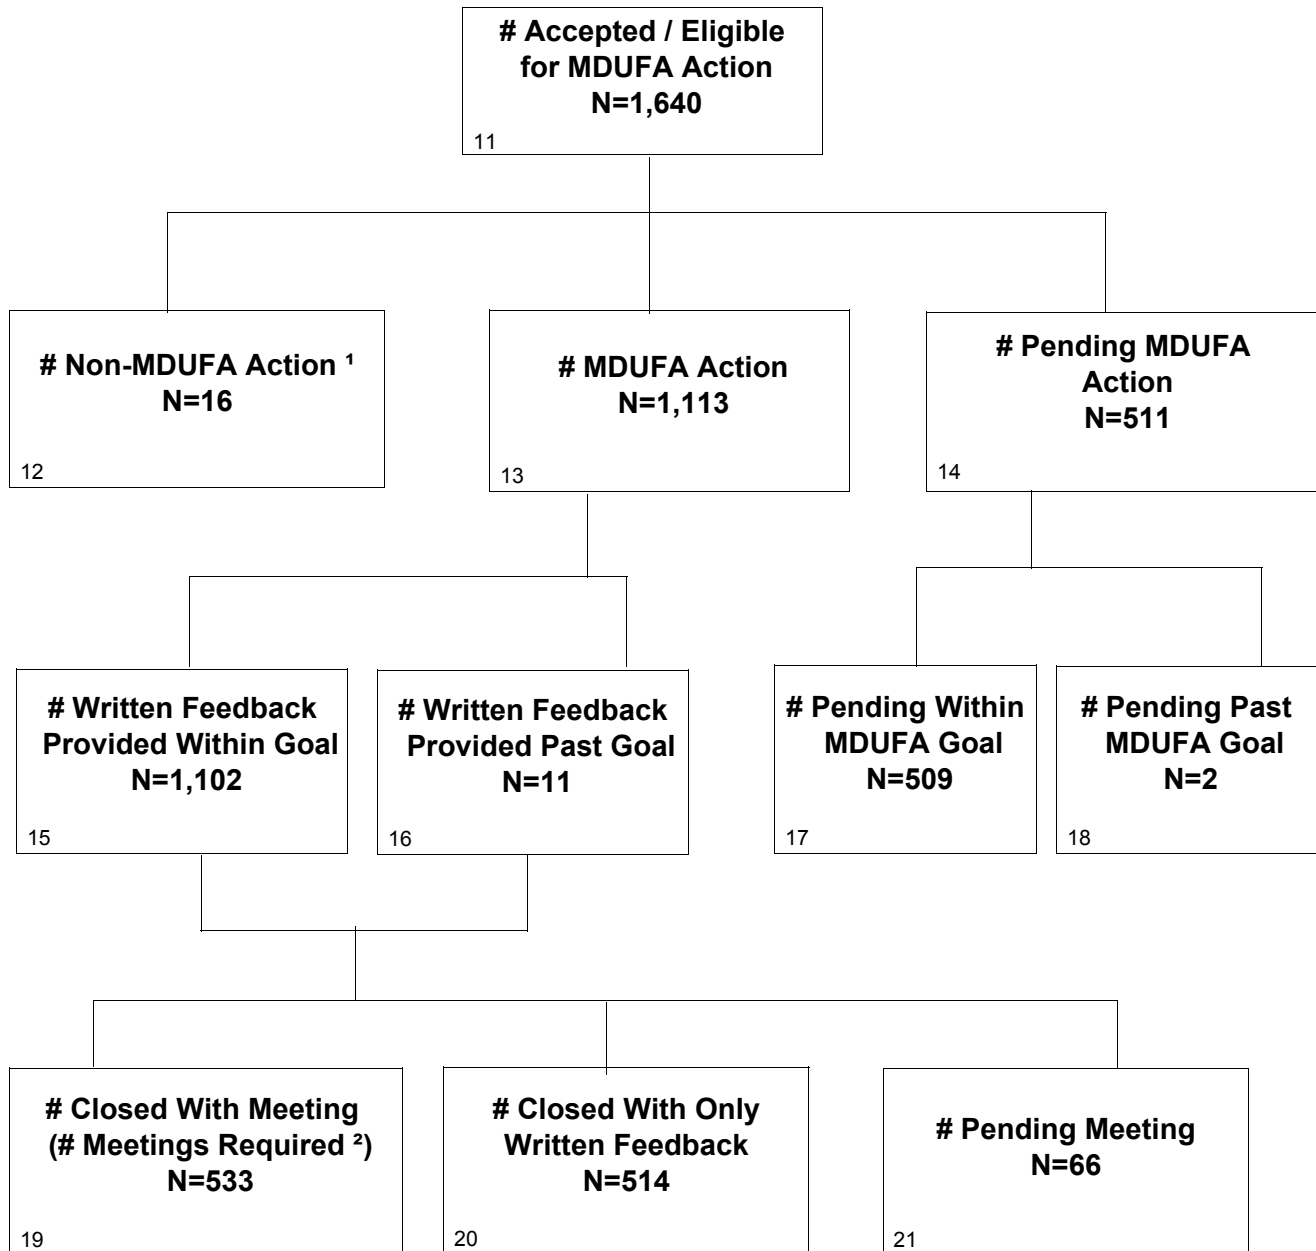 # Accepted / Eligible
for MDUFA Action
N=1,640
11
# Non-MDUFA Action ¹
N=16
12
# MDUFA Action
N=1,113
13
# Pending MDUFA
Action
N=511
14
# Written Feedback
Provided Within Goal
N=1,102
15
# Written Feedback
Provided Past Goal
N=11
16
# Pending Within
MDUFA Goal
N=509
17
# Pending Past
MDUFA Goal
N=2
18
# Closed With Meeting
(# Meetings Required ²)
N=533
19
# Closed With Only
Written Feedback
N=514
20
# Pending Meeting
N=66
21